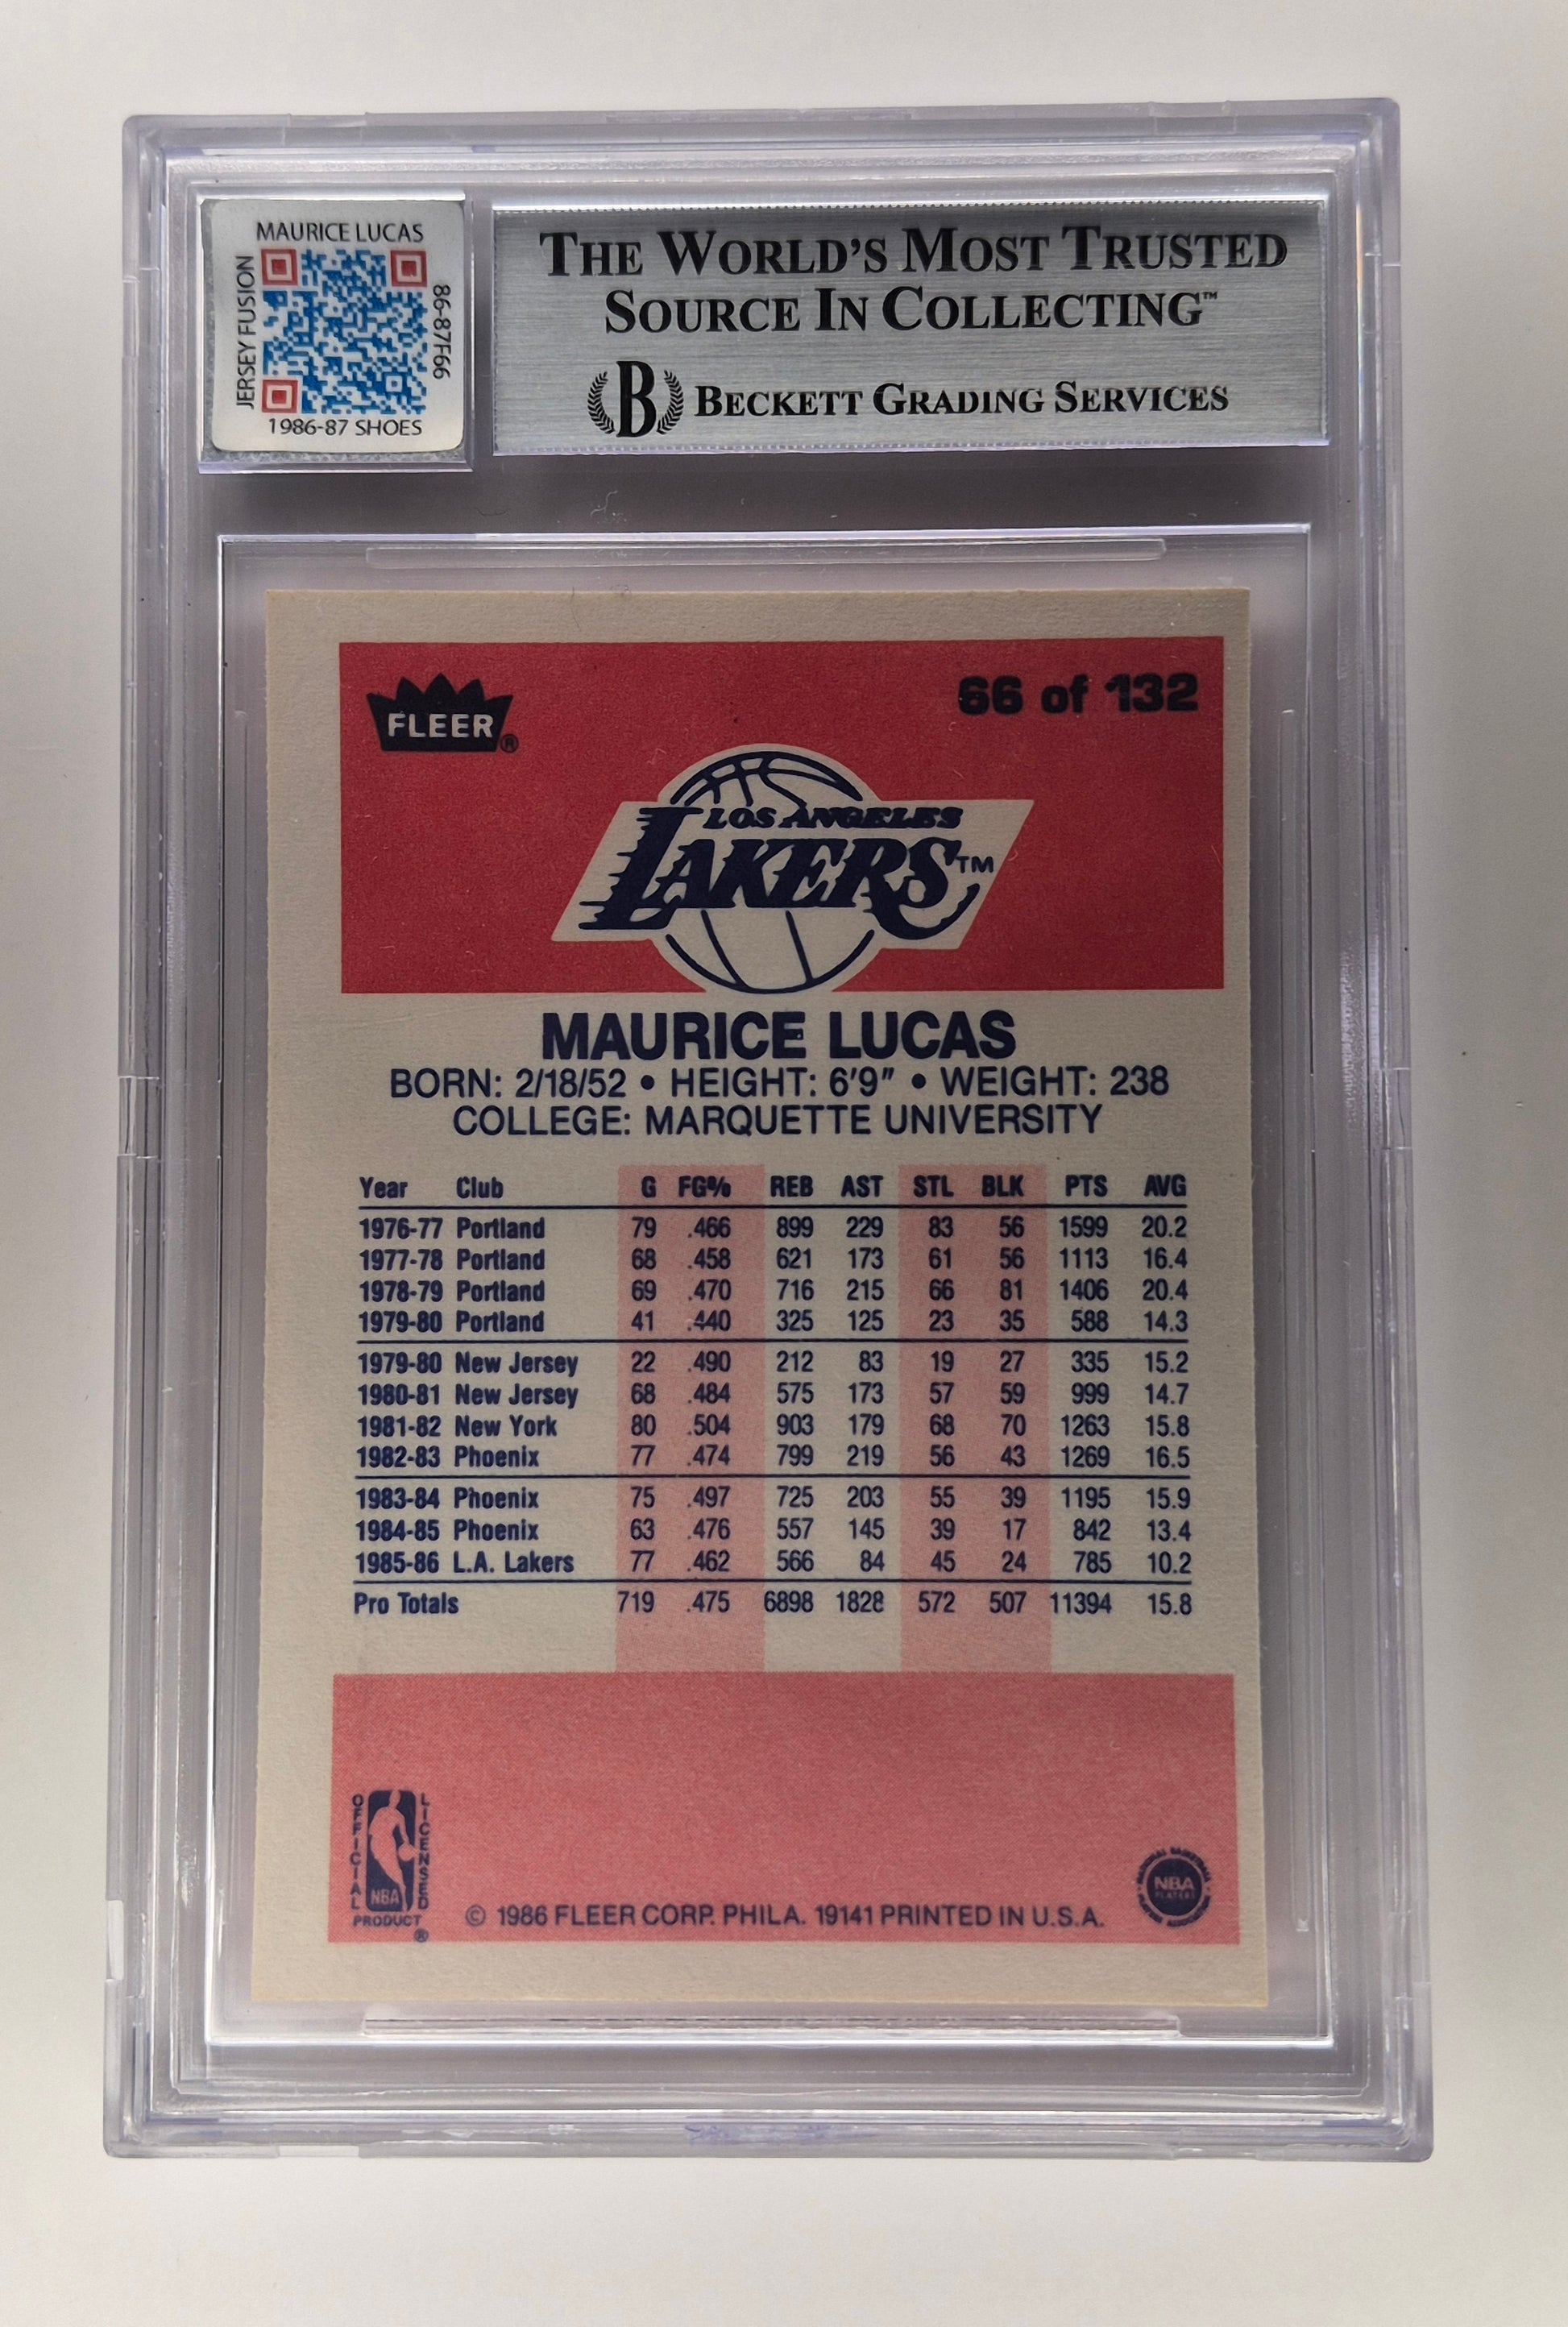 MAURICE LUCAS
JERSEY FUSION
86-87F66
1986-87 SHOES
THE WORLD'S MOST TRUSTED
SOURCE IN COLLECTING™
B BECKETT GRADING SERVICES
FLEER®
66 of 132
LOS ANGELES
LAKERS™
MAURICE LUCAS
BORN: 2/18/52 • HEIGHT: 6'9" • WEIGHT: 238
COLLEGE: MARQUETTE UNIVERSITY
Year Club G FG% REB AST STL BLK PTS AVG
1976-77 Portland 79 .466 899 229 83 56 1599 20.2
1977-78 Portland 68 .458 621 173 61 56 1113 16.4
1978-79 Portland 69 .470 716 215 66 81 1406 20.4
1979-80 Portland 41 .440 325 125 23 35 588 14.3
1979-80 New Jersey 22 .490 212 83 19 27 335 15.2
1980-81 New Jersey 68 .484 575 173 57 59 999 14.7
1981-82 New York 80 .504 903 179 68 70 1263 15.8
1982-83 Phoenix 77 .474 799 219 56 43 1269 16.5
1983-84 Phoenix 75 .497 725 203 55 39 1195 15.9
1984-85 Phoenix 63 .476 557 145 39 17 842 13.4
1985-86 L.A. Lakers 77 .462 566 84 45 24 785 10.2
Pro Totals 719 .475 6898 1828 572 507 11394 15.8
OFFICIAL
LICENSED
NBA
PRODUCT®
© 1986 FLEER CORP. PHILA. 19141 PRINTED IN U.S.A.
NATIONAL BASKETBALL
NBA
PLAYERS